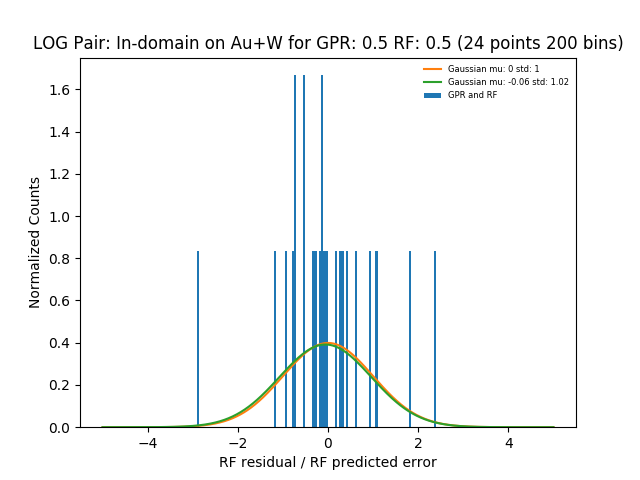 LOG Pair: In-domain on Au+W for GPR: 0.5 RF: 0.5 (24 points 200 bins)
Gaussian mu: 0 std: 1
Gaussian mu: -0.06 std: 1.02
GPR and RF
Normalized Counts
1.6
1.4
1.2
1.0
0.8
0.6
0.4
0.2
0.0
−4 −2 0 2 4
RF residual / RF predicted error